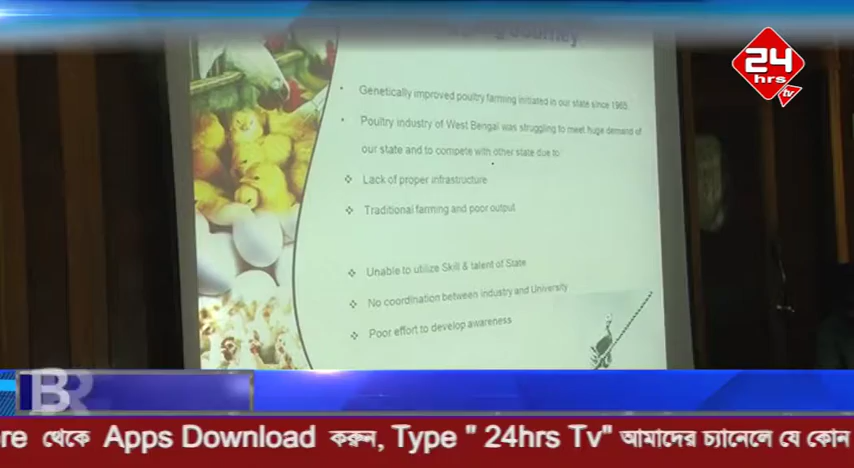 24
hrs
tv
Journey
• Genetically improved poultry farming initiated in our state since 1965
• Poultry industry of West Bengal was struggling to meet huge demand of
our state and to compete with other state due to
❖ Lack of proper infrastructure
❖ Traditional farming and poor output
❖ Unable to utilize Skill & talent of State
❖ No coordination between industry and University
❖ Poor effort to develop awareness
BR
ore থেকে Apps Download করুন, Type " 24hrs Tv" আমাদের চ্যানেলে যে কোন